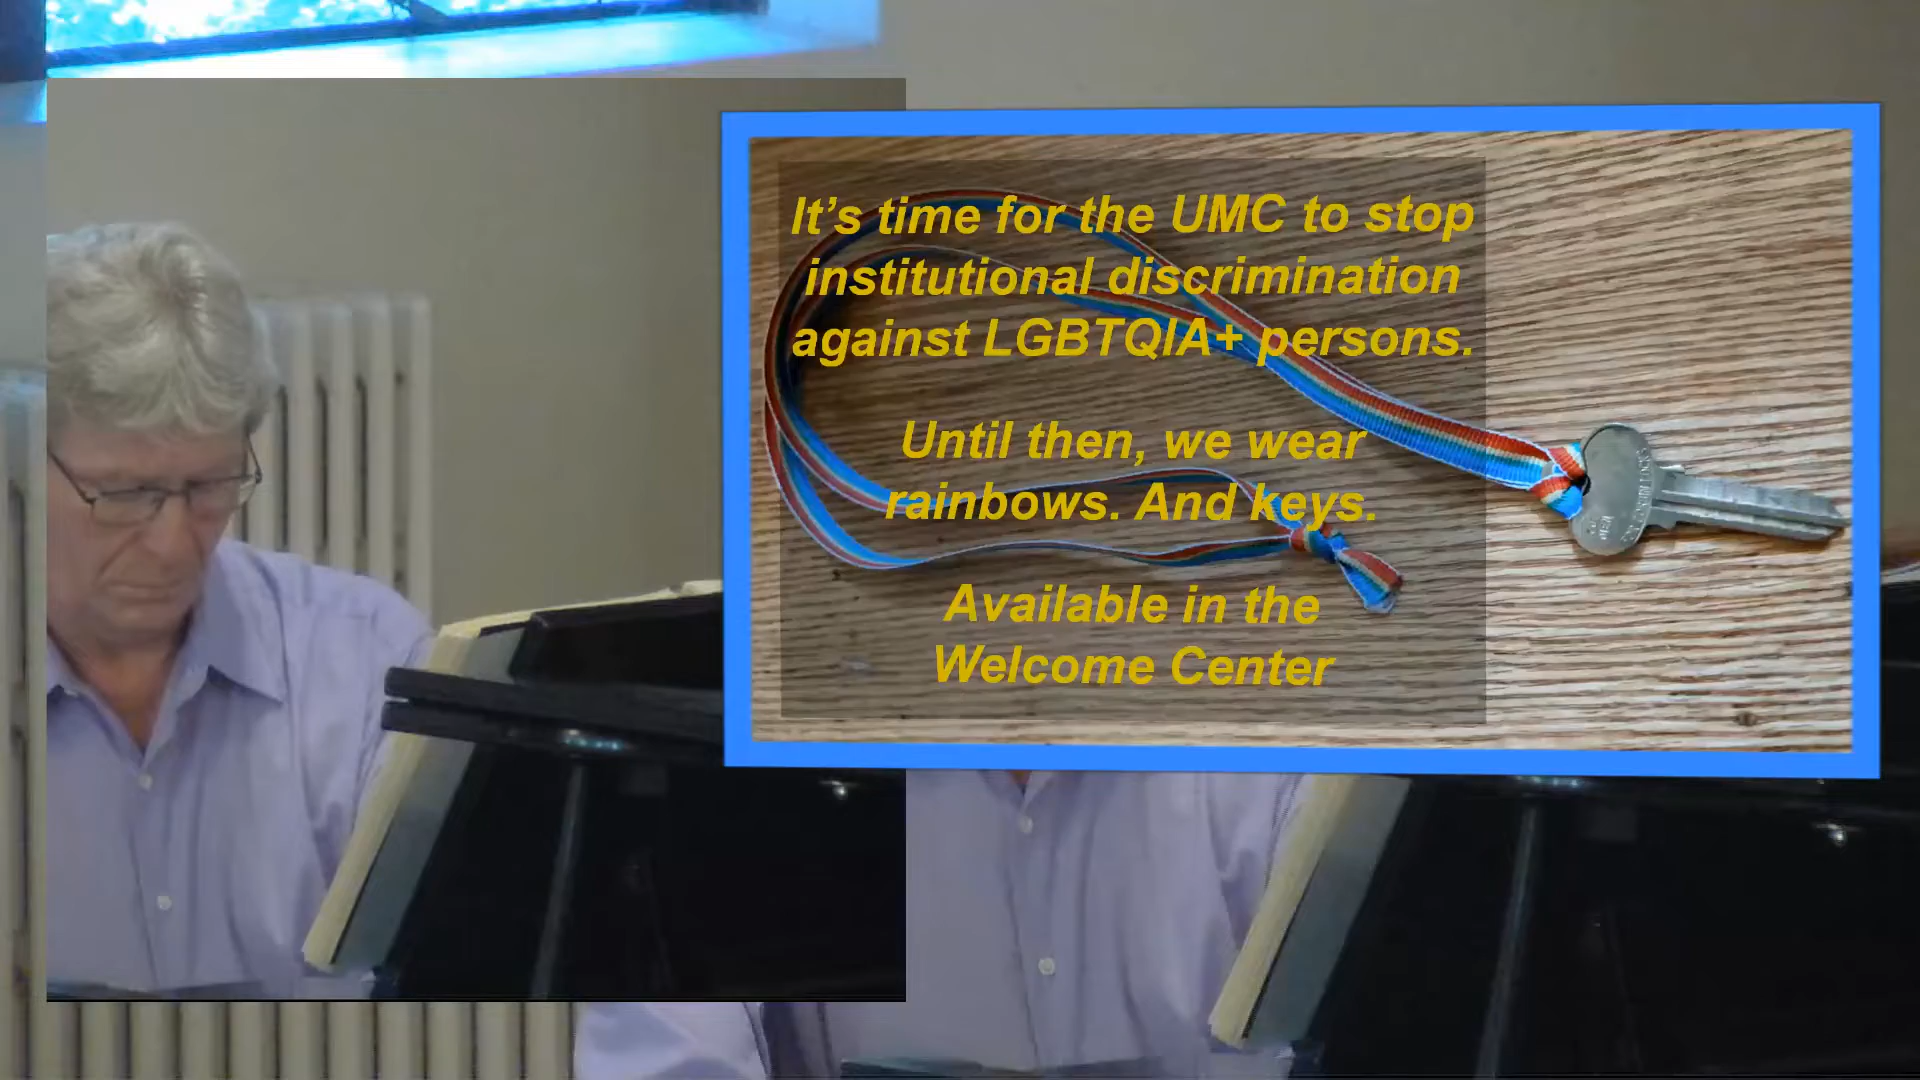 It’s time for the UMC to stop
institutional discrimination
against LGBTQIA+ persons.
Until then, we wear
rainbows. And keys.
Available in the
Welcome Center